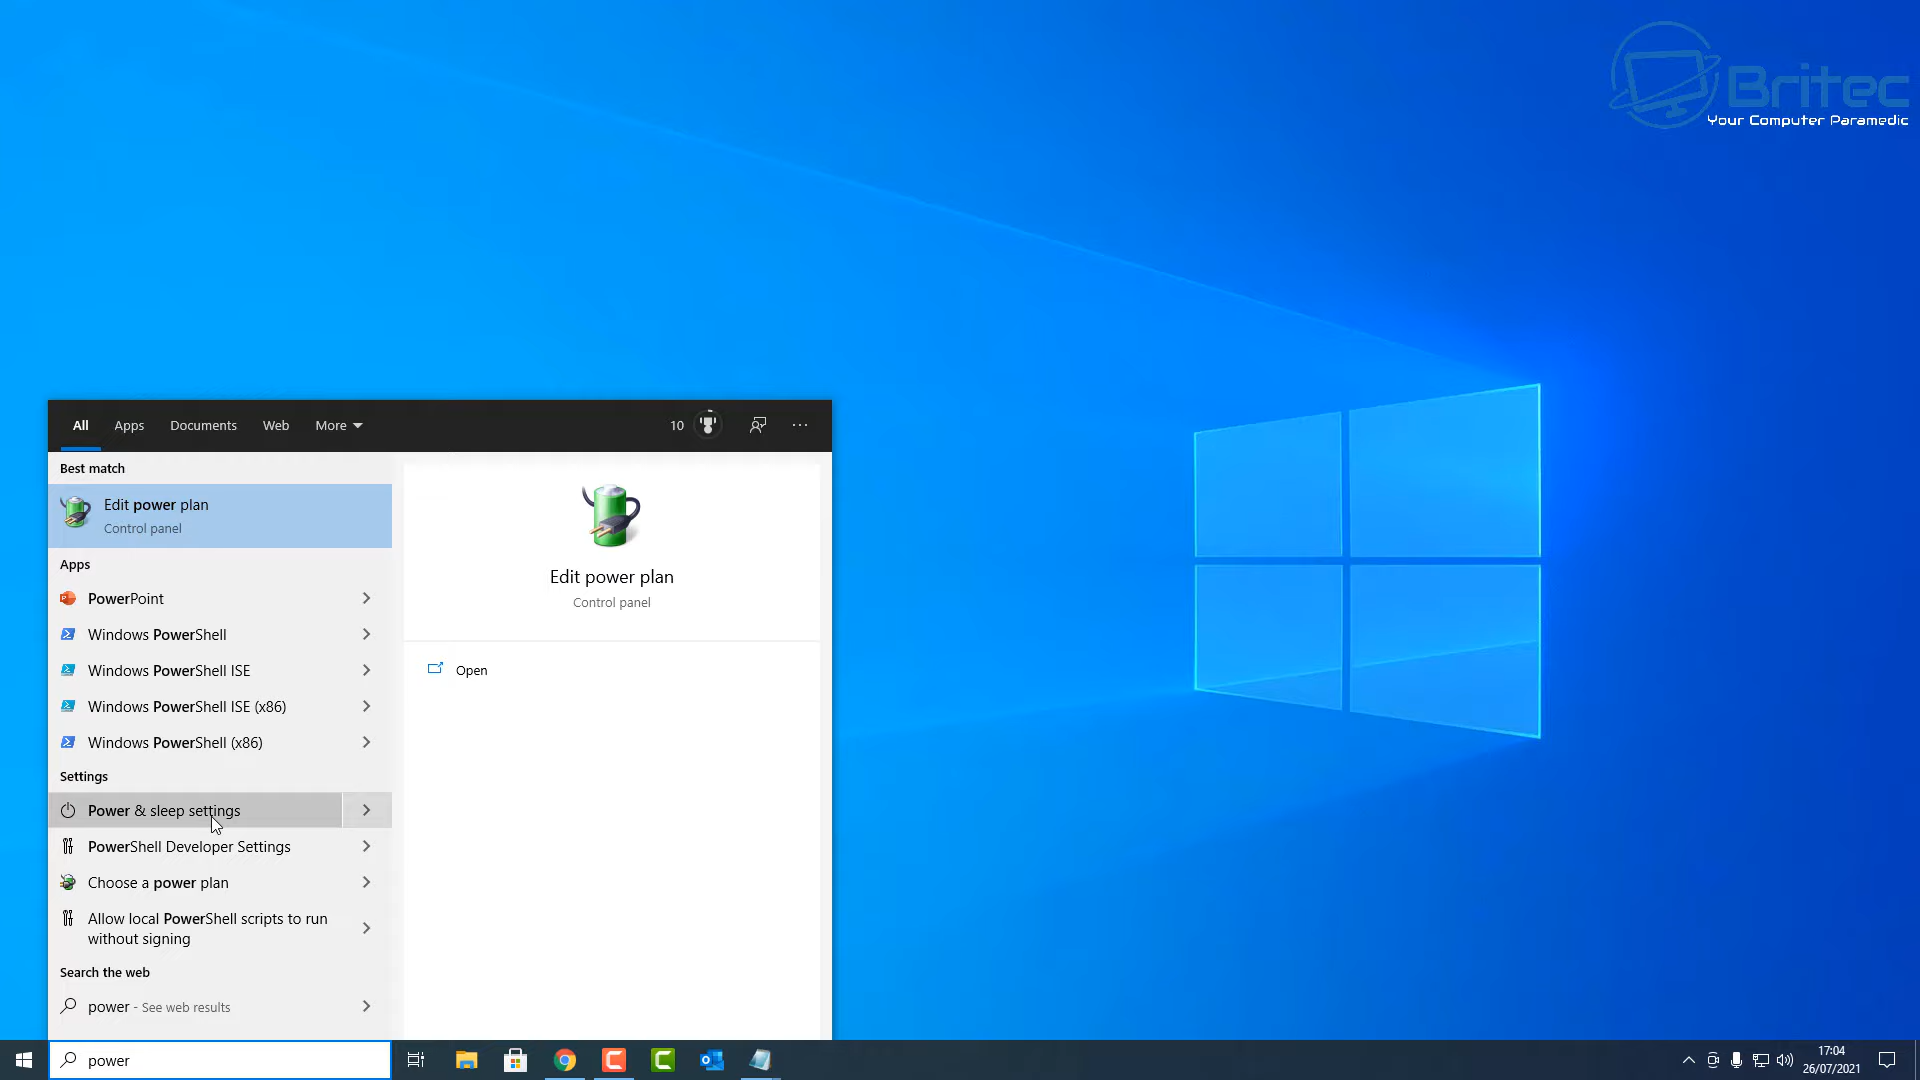 Britec
Your Computer Paramedic
All Apps Documents Web More 10 ...
Best match
Edit power plan
Control panel
Apps
PowerPoint
Windows PowerShell
Windows PowerShell ISE
Windows PowerShell ISE (x86)
Windows PowerShell (x86)
Settings
Power & sleep settings
PowerShell Developer Settings
Choose a power plan
Allow local PowerShell scripts to run
without signing
Search the web
power - See web results
Edit power plan
Control panel
Open
power
17:04
26/07/2021